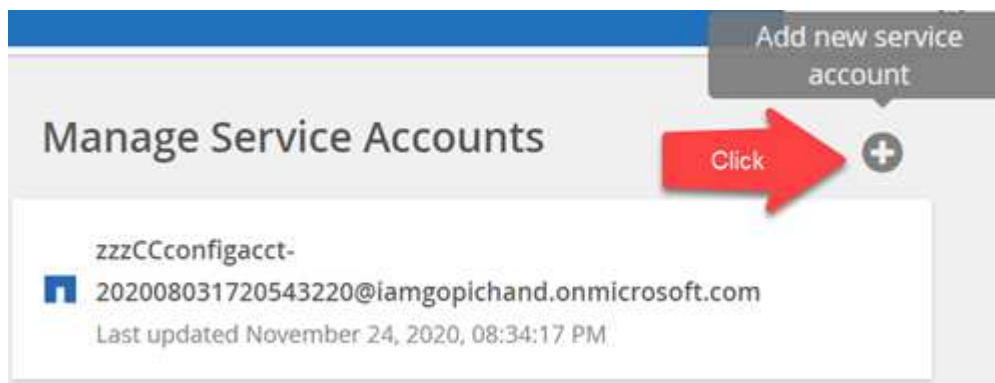 Add new service
account
Manage Service Accounts
Click
zzzCCconfigacct-
202008031720543220@iamgopichand.onmicrosoft.com
Last updated November 24, 2020, 08:34:17 PM